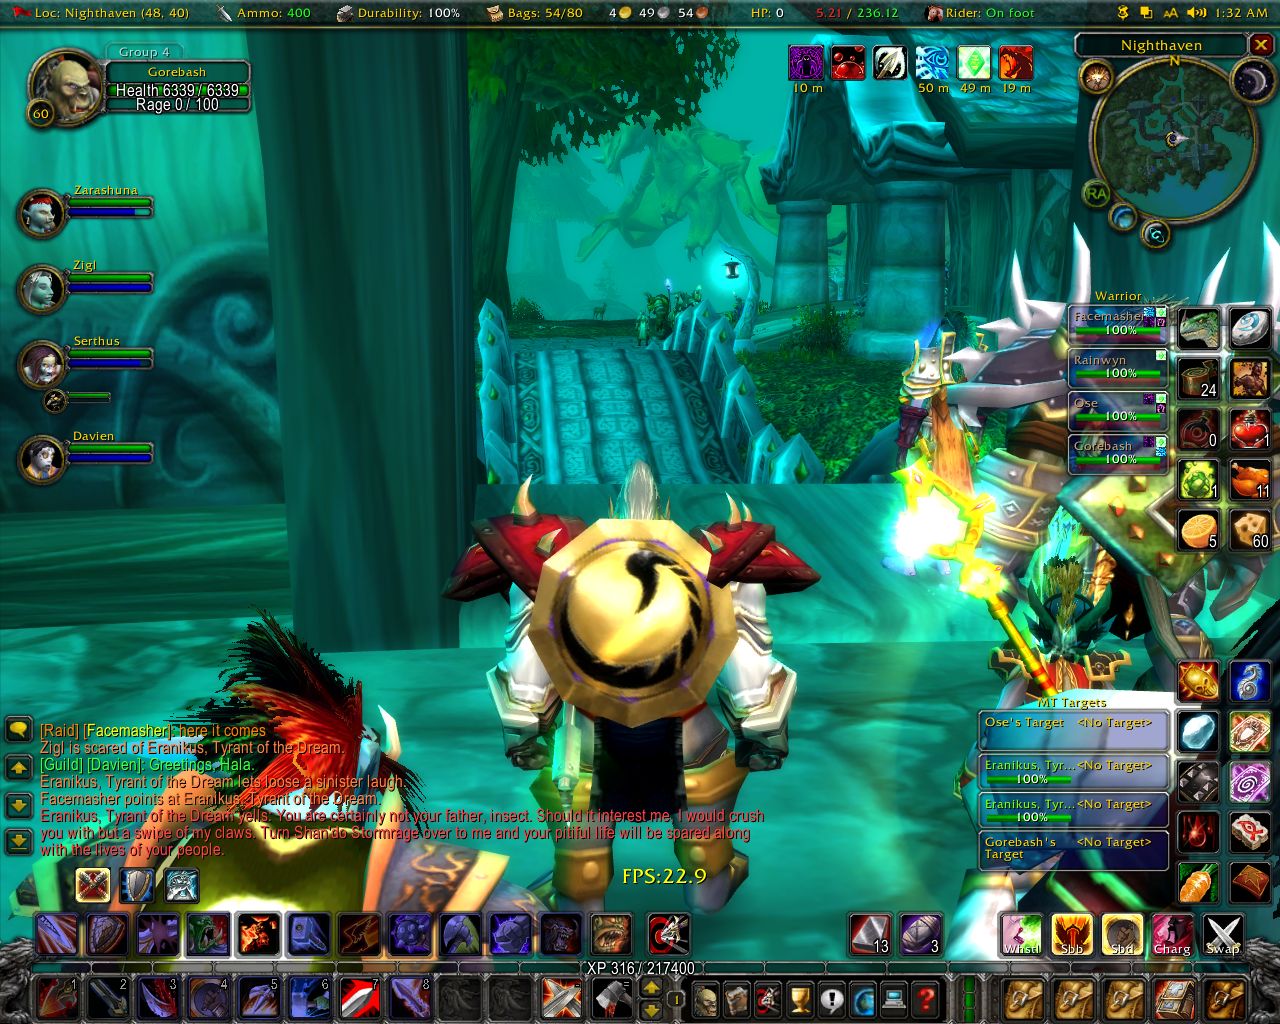 Loc: Nighthaven (48, 40)
Ammo: 400
Durability: 100%
Bags: 54/80
4 49 54
HP: 0
5.21 / 236.12
Rider: On foot
1:32 AM
Group 4
Gorebash
Health 6339 / 6339
Rage 0 / 100
60
Zarashuna
Zigl
Serthus
Davien
10 m
50 m
49 m
19 m
Nighthaven
N
RA
Warrior
Facemasher
100%
Rainwyn
100%
Ose
100%
Gorebash
100%
24
0
1
1
11
5
60
MT Targets
Ose's Target <No Target>
Eranikus, Tyr... <No Target>
100%
Eranikus, Tyr... <No Target>
100%
Gorebash's Target <No Target>
[Raid] [Facemasher]: here it comes
Zigl is scared of Eranikus, Tyrant of the Dream.
[Guild] [Davien]: Greetings, Hala.
Eranikus, Tyrant of the Dream lets loose a sinister laugh.
Facemasher points at Eranikus, Tyrant of the Dream.
Eranikus, Tyrant of the Dream yells: You are certainly not your father, insect. Should it interest me, I would crush
you with but a swipe of my claws. Turn Shan'do Stormrage over to me and your pitiful life will be spared along
with the lives of your people.
FPS:22.9
13
3
Whsd
Sbb
Sbd
Charg
Swap
XP 316 / 217400
1
2
3
4
5
6
7
8
=
1